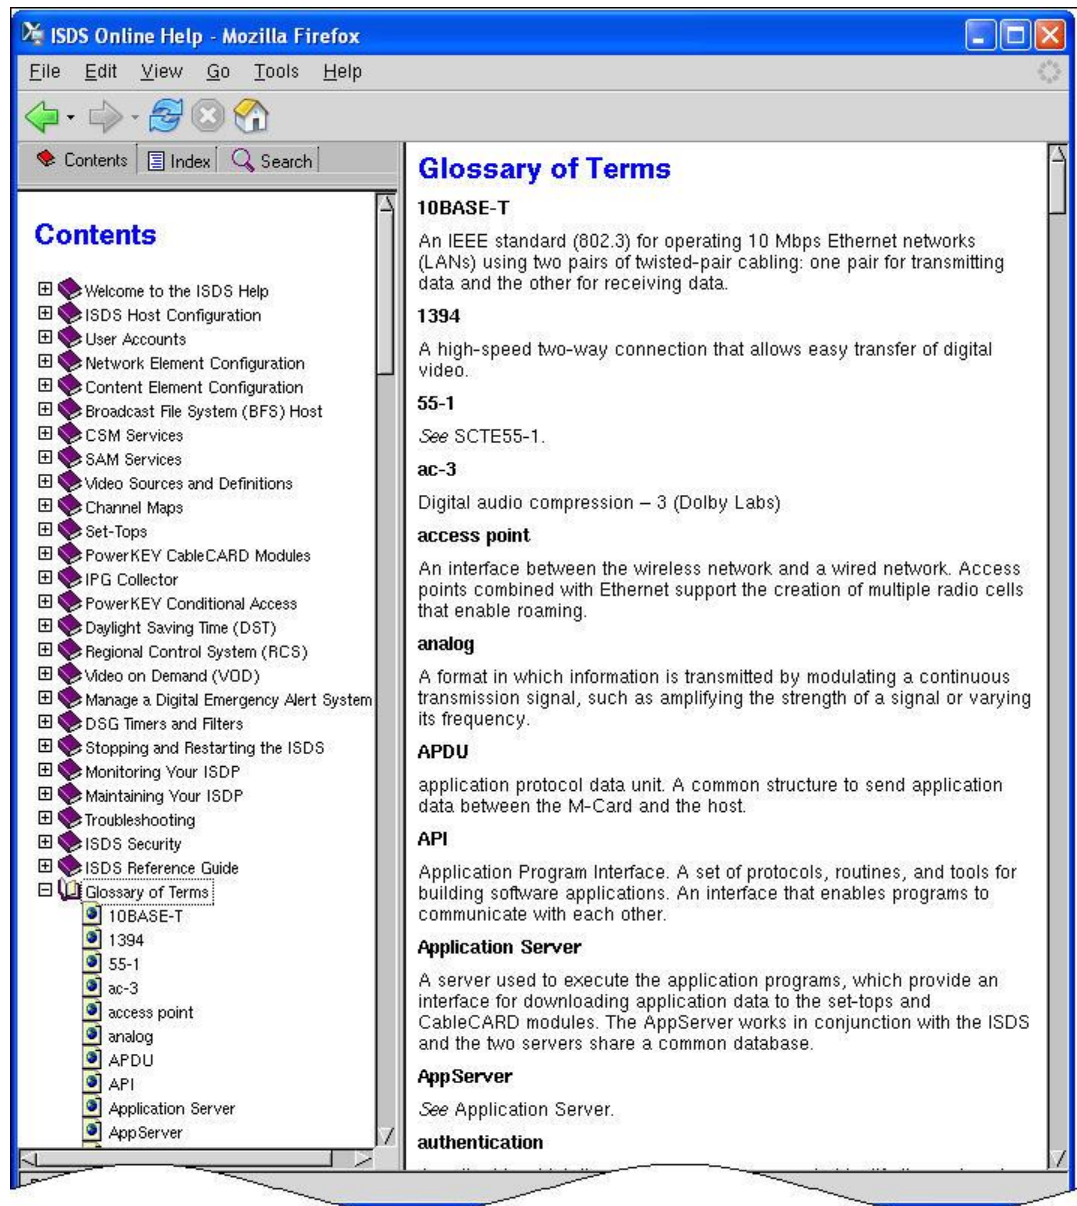 ISDS Online Help - Mozilla Firefox
File Edit View Go Tools Help
Contents Index Search
Contents
Welcome to the ISDS Help
ISDS Host Configuration
User Accounts
Network Element Configuration
Content Element Configuration
Broadcast File System (BFS) Host
CSM Services
SAM Services
Video Sources and Definitions
Channel Maps
Set-Tops
PowerKEY CableCARD Modules
IPG Collector
PowerKEY Conditional Access
Daylight Saving Time (DST)
Regional Control System (RCS)
Video on Demand (VOD)
Manage a Digital Emergency Alert System
DSG Timers and Filters
Stopping and Restarting the ISDS
Monitoring Your ISDP
Maintaining Your ISDP
Troubleshooting
ISDS Security
ISDS Reference Guide
Glossary of Terms
10BASE-T
1394
55-1
ac-3
access point
analog
APDU
API
Application Server
AppServer
Glossary of Terms
10BASE-T
An IEEE standard (802.3) for operating 10 Mbps Ethernet networks
(LANs) using two pairs of twisted-pair cabling: one pair for transmitting
data and the other for receiving data.
1394
A high-speed two-way connection that allows easy transfer of digital
video.
55-1
See SCTE55-1.
ac-3
Digital audio compression – 3 (Dolby Labs)
access point
An interface between the wireless network and a wired network. Access
points combined with Ethernet support the creation of multiple radio cells
that enable roaming.
analog
A format in which information is transmitted by modulating a continuous
transmission signal, such as amplifying the strength of a signal or varying
its frequency.
APDU
application protocol data unit. A common structure to send application
data between the M-Card and the host.
API
Application Program Interface. A set of protocols, routines, and tools for
building software applications. An interface that enables programs to
communicate with each other.
Application Server
A server used to execute the application programs, which provide an
interface for downloading application data to the set-tops and
CableCARD modules. The AppServer works in conjunction with the ISDS
and the two servers share a common database.
AppServer
See Application Server.
authentication